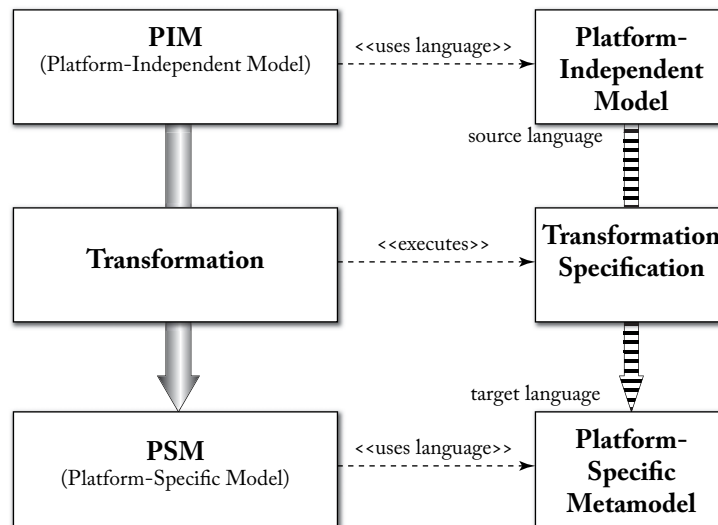 PIM
(Platform-Independent Model)
<<uses language>>
Platform-
Independent
Model
source language
Transformation
<<executes>>
Transformation
Specification
target language
PSM
(Platform-Specific Model)
<<uses language>>
Platform-
Specific
Metamodel